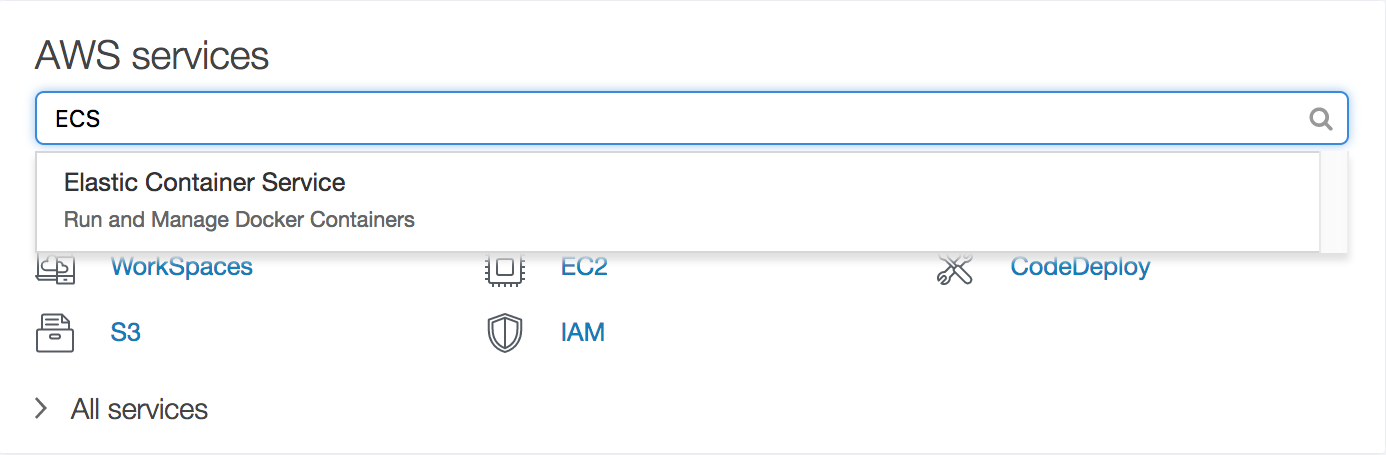 AWS services
ECS
Elastic Container Service
Run and Manage Docker Containers
WorkSpaces EC2 CodeDeploy
S3 IAM
All services